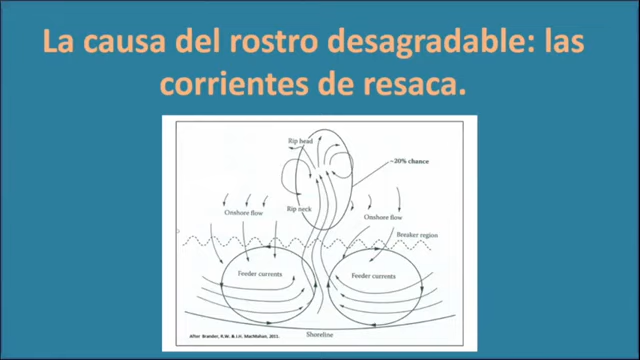 La causa del rostro desagradable: las
corrientes de resaca.
Rip head
~20% chance
Rip neck
Onshore flow
Onshore flow
Breaker region
Feeder currents
Feeder currents
Shoreline
After Brander, R.W. & J.H. MacMahan, 2011.